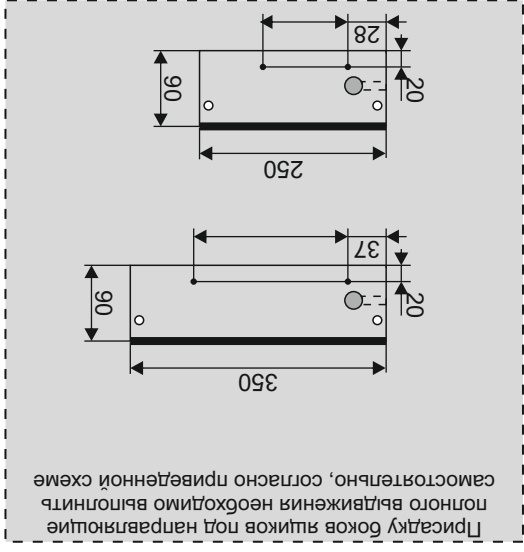 Присадку боков ящиков под направляющие
полного выдвижения необходимо выполнить
самостоятельно, согласно приведенной схеме
350
90
20
37
250
90
20
28